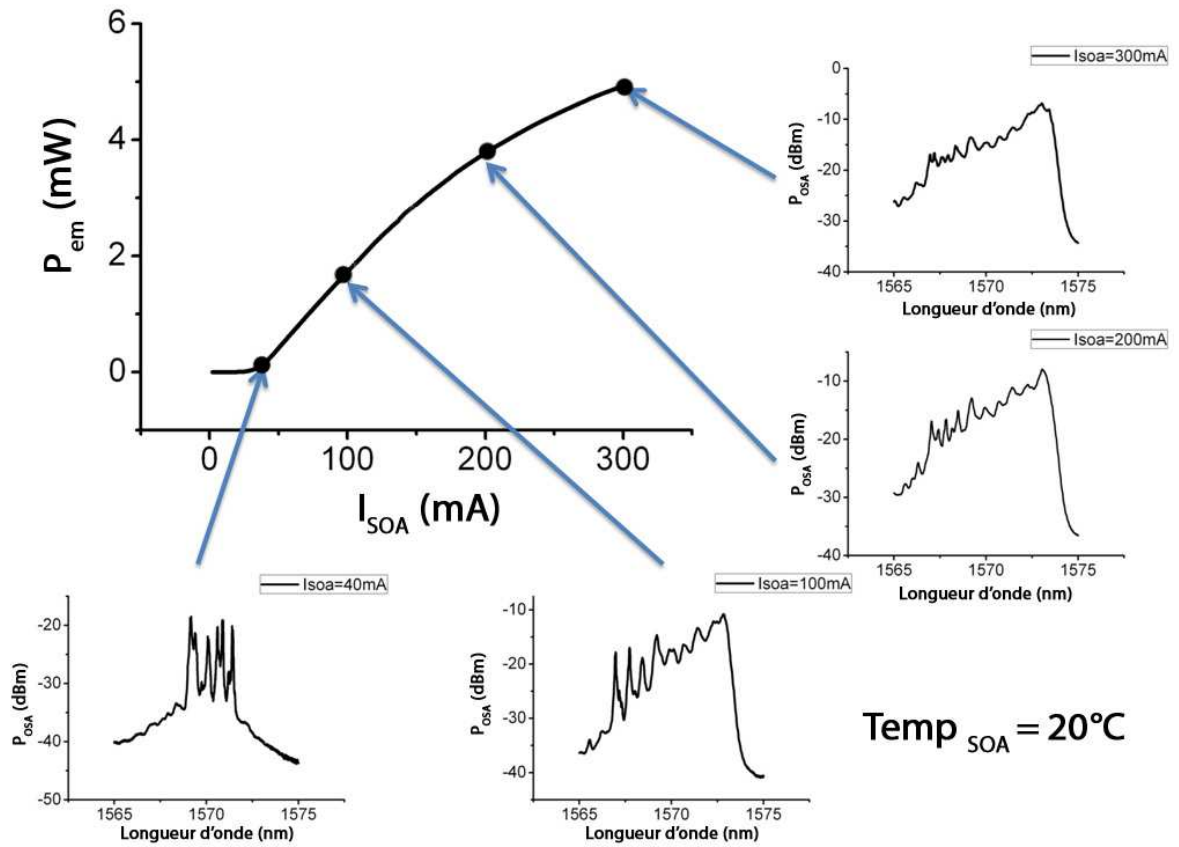 6
4
2
0
P_em (mW)
0 100 200 300
I_SOA (mA)
Isoa=300mA
0
-10
-20
-30
-40
P_OSA (dBm)
1565 1570 1575
Longueur d'onde (nm)
Isoa=200mA
-10
-20
-30
-40
P_OSA (dBm)
1565 1570 1575
Longueur d'onde (nm)
Isoa=40mA
-20
-30
-40
-50
P_OSA (dBm)
1565 1570 1575
Longueur d'onde (nm)
Isoa=100mA
-10
-20
-30
-40
P_OSA (dBm)
1565 1570 1575
Longueur d'onde (nm)
Temp SOA = 20°C